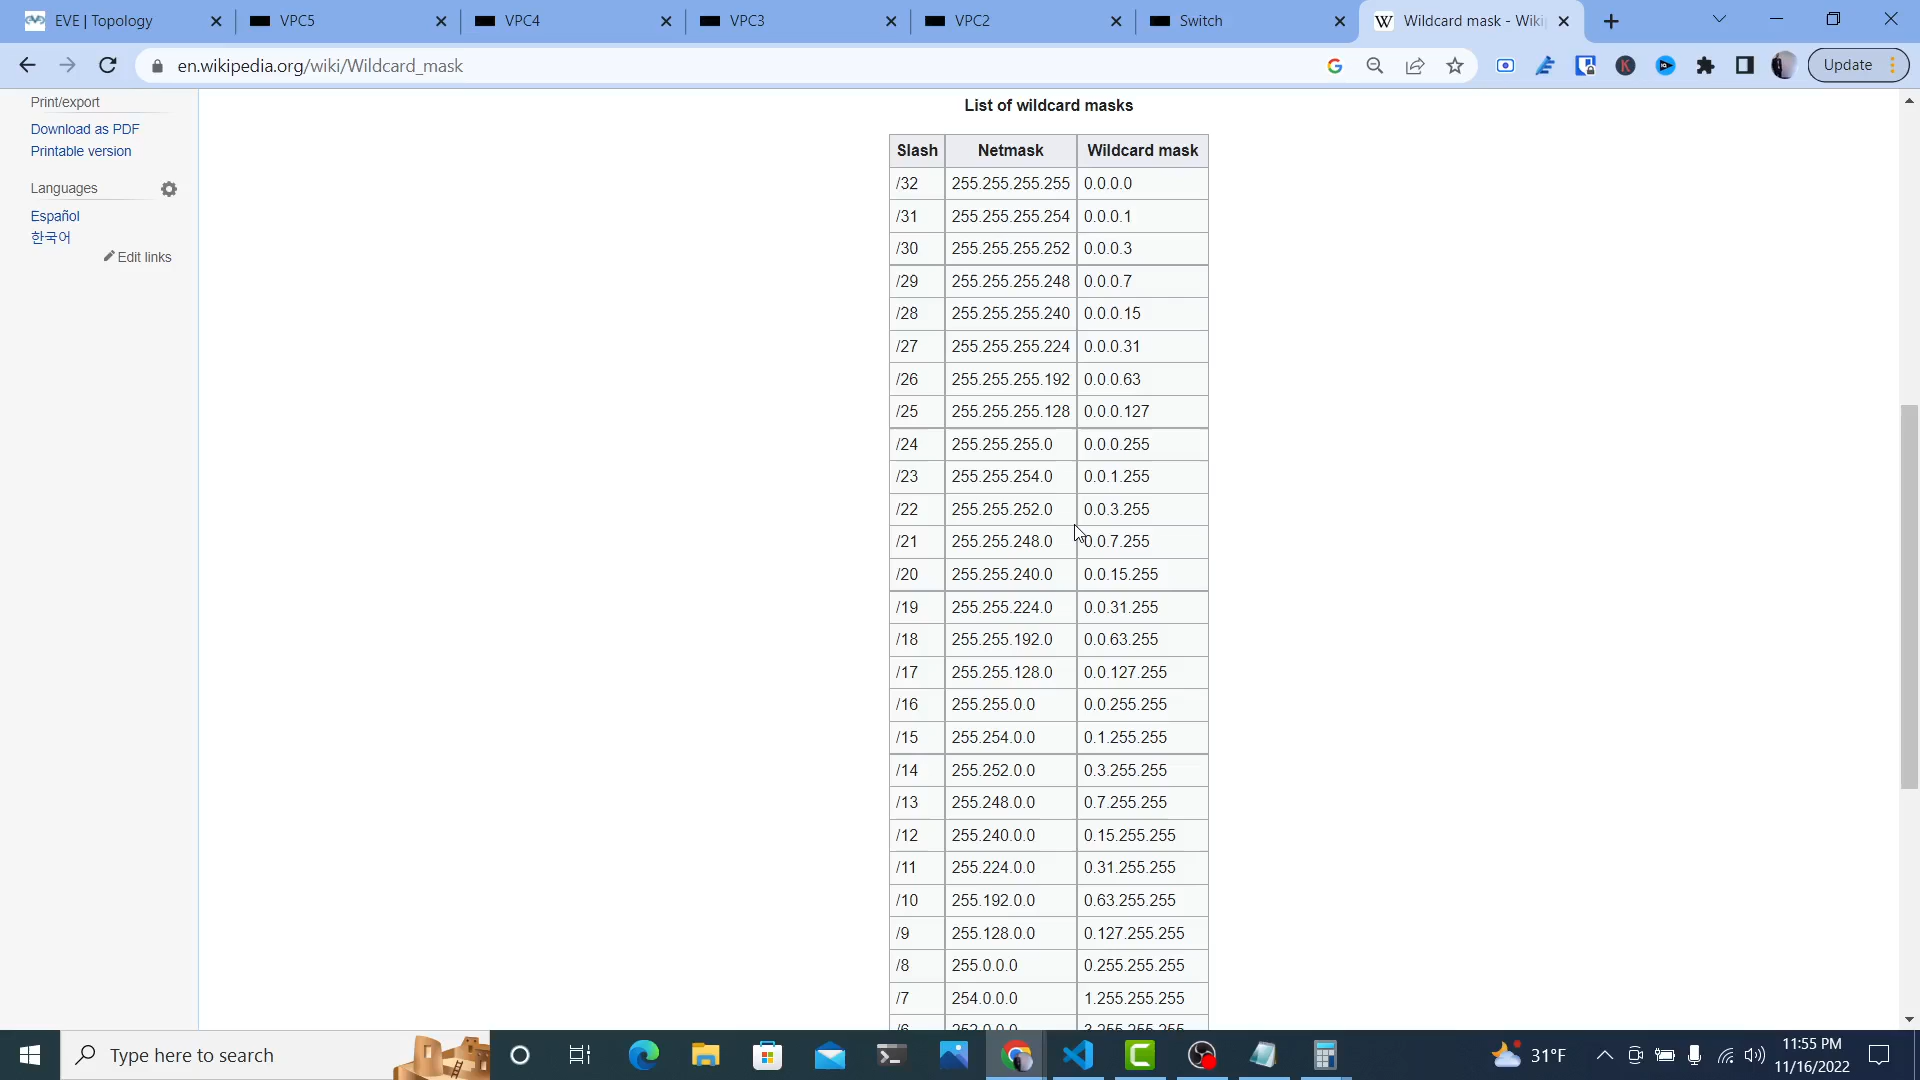 EVE | Topology
VPC5
VPC4
VPC3
VPC2
Switch
W Wildcard mask - Wiki
en.wikipedia.org/wiki/Wildcard_mask
Update
Print/export
Download as PDF
Printable version
Languages
Español
한국어
Edit links
List of wildcard masks
Slash Netmask Wildcard mask
/32 255.255.255.255 0.0.0.0
/31 255.255.255.254 0.0.0.1
/30 255.255.255.252 0.0.0.3
/29 255.255.255.248 0.0.0.7
/28 255.255.255.240 0.0.0.15
/27 255.255.255.224 0.0.0.31
/26 255.255.255.192 0.0.0.63
/25 255.255.255.128 0.0.0.127
/24 255.255.255.0 0.0.0.255
/23 255.255.254.0 0.0.1.255
/22 255.255.252.0 0.0.3.255
/21 255.255.248.0 0.0.7.255
/20 255.255.240.0 0.0.15.255
/19 255.255.224.0 0.0.31.255
/18 255.255.192.0 0.0.63.255
/17 255.255.128.0 0.0.127.255
/16 255.255.0.0 0.0.255.255
/15 255.254.0.0 0.1.255.255
/14 255.252.0.0 0.3.255.255
/13 255.248.0.0 0.7.255.255
/12 255.240.0.0 0.15.255.255
/11 255.224.0.0 0.31.255.255
/10 255.192.0.0 0.63.255.255
/9 255.128.0.0 0.127.255.255
/8 255.0.0.0 0.255.255.255
/7 254.0.0.0 1.255.255.255
/6 252.0.0.0 3.255.255.255
Type here to search
31°F
11:55 PM
11/16/2022